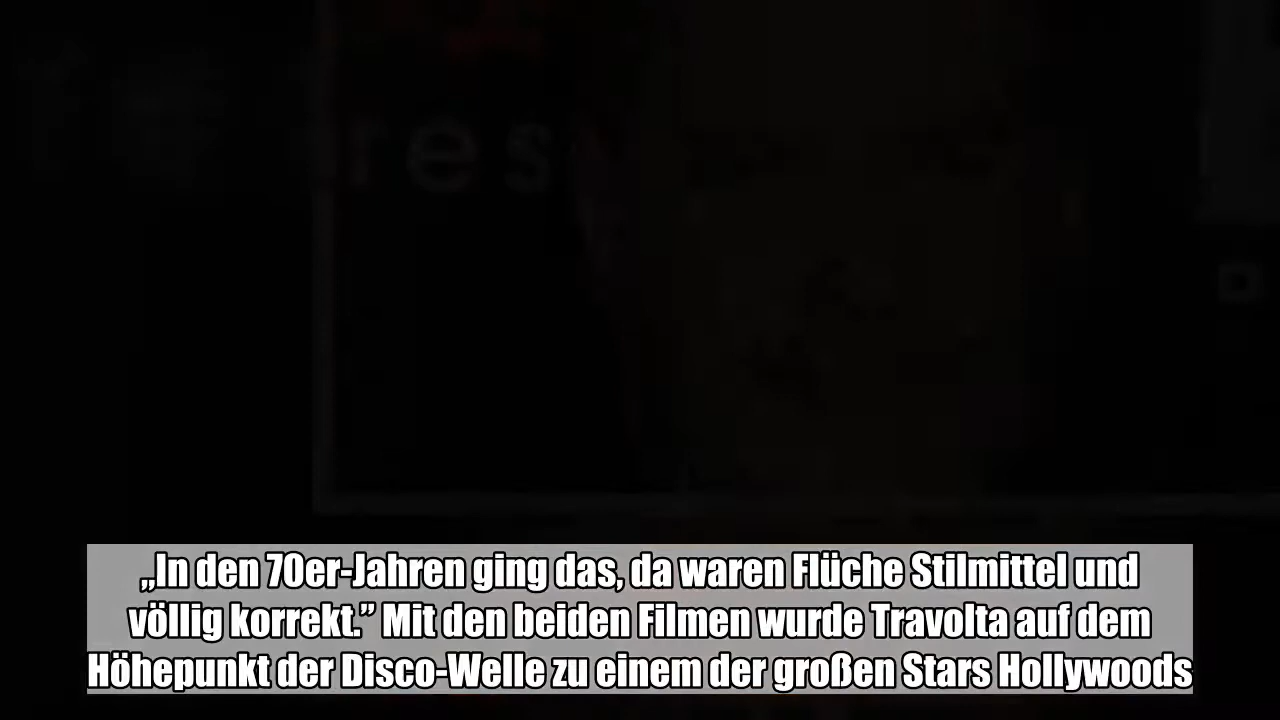 res
„In den 70er-Jahren ging das, da waren Flüche Stilmittel und
völlig korrekt.” Mit den beiden Filmen wurde Travolta auf dem
Höhepunkt der Disco-Welle zu einem der großen Stars Hollywoods